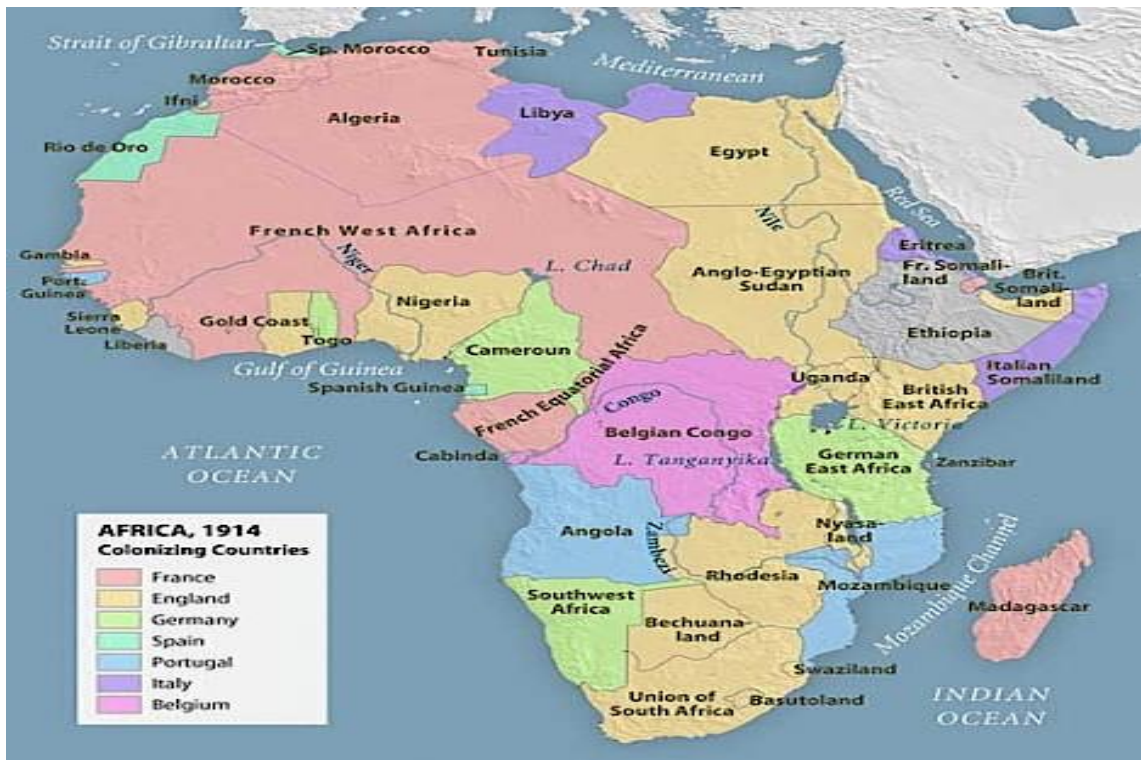 Strait of Gibraltar
Sp. Morocco
Tunisia
Mediterranean
Morocco
Ifni
Algeria
Libya
Egypt
Rio de Oro
Red Sea
Nile
French West Africa
Niger
L. Chad
Anglo-Egyptian
Sudan
Eritrea
Fr. Somali-
land
Brit.
Somali-
land
Gambia
Port.
Guinea
Sierra
Leone
Liberia
Gold Coast
Togo
Nigeria
Cameroun
Ethiopia
Italian
Somaliland
Gulf of Guinea
Spanish Guinea
French Equatorial Africa
Uganda
British
East Africa
Congo
Belgian Congo
L. Victoria
Cabinda
L. Tanganyika
German
East Africa
Zanzibar
ATLANTIC
OCEAN
Angola
Zambezi
Nyasa-
land
Rhodesia
Mozambique
Mozambique Channel
Madagascar
Southwest
Africa
Bechuana-
land
Swaziland
Union of
South Africa
Basutoland
INDIAN
OCEAN
AFRICA, 1914
Colonizing Countries
France
England
Germany
Spain
Portugal
Italy
Belgium